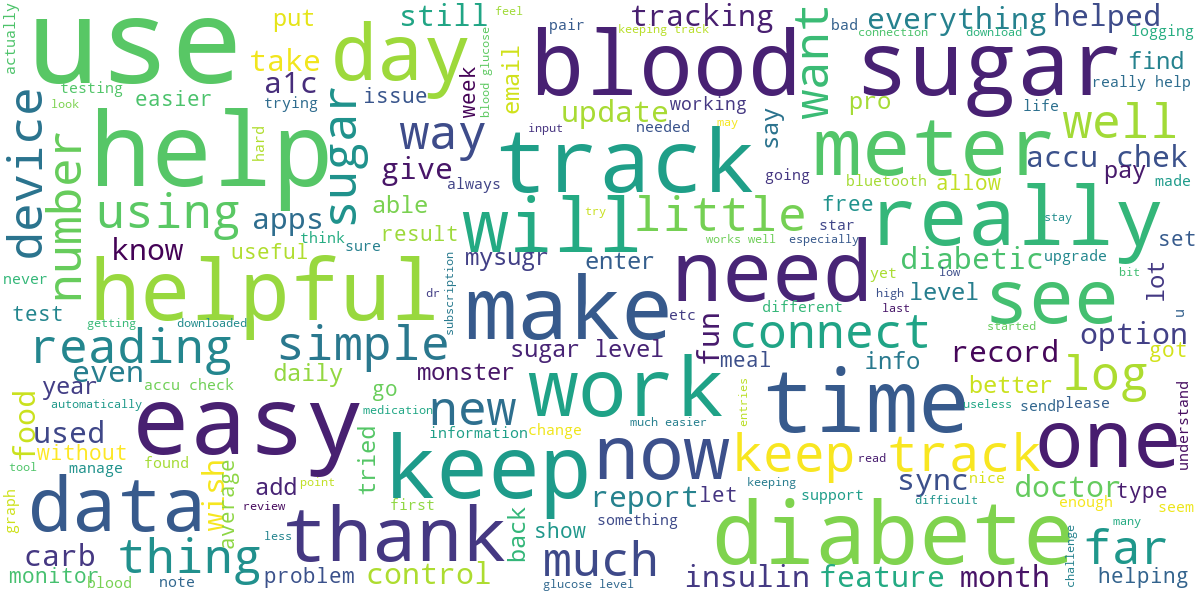 use
help
day
blood
sugar
put
take
still
tracking
everything
helped
feel
pair
keeping track
bad
connection
download
logging
actually
testing
look
easier
a1c
trying
issue
week
blood glucose
email
update
working
want
pro
find
really help
life
device
number
hard
sugar
way
give
always
input
needed
track
may
say
going
meter
well
accu chek
pay
bluetooth
allow
made
using
apps
able
result
will
try
little
works well
free
star
especially
really
stay
set
know
useful
think
sure
mysugr
enter
need
yet
diabetic
low
upgrade
bit
never
helpful
dr
subscription
make
etc
different
high
last
level
see
lot
u
test
getting
downloaded
reading
simple
sugar level
fun
connect
started
option
got
even
daily
go
monster
meal
info
record
better
log
year
accu check
food
automatically
easy
medication
new
work
much easier
entries
time
useless
send
please
understand
used
without
information
change
now
keep track
read
one
tool
manage
found
wish
average
tried
keep
keeping
sync
nice
doctor
type
seem
graph
data
add
point
review
first
report
let
support
difficult
enough
many
carb
thing
less
thank
back
show
something
diabete
far
challenge
monitor
blood
note
problem
control
much
glucose level
insulin
feature
month
helping